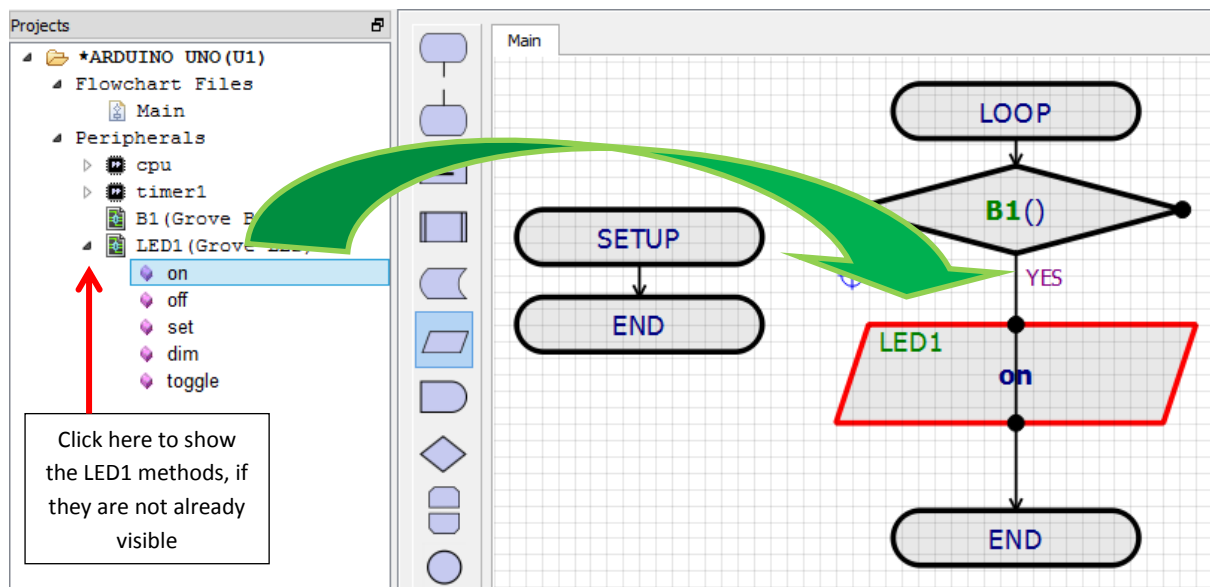 Projects
*ARDUINO UNO(U1)
Flowchart Files
Main
Peripherals
cpu
timer1
B1(Grove
LED1(Grove
on
off
set
dim
toggle
Click here to show
the LED1 methods, if
they are not already
visible
Main
SETUP
END
LOOP
B1()
YES
LED1
on
END